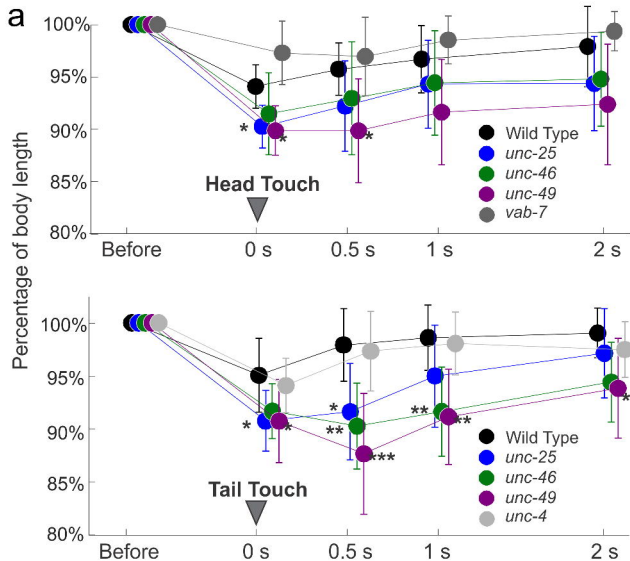 a
Percentage of body length
100%
95%
90%
85%
80%
* * *
Head Touch
Wild Type
unc-25
unc-46
unc-49
vab-7
Before 0 s 0.5 s 1 s 2 s
100%
95%
90%
85%
80%
* * * ** *** ** ** *
Tail Touch
Wild Type
unc-25
unc-46
unc-49
unc-4
Before 0 s 0.5 s 1 s 2 s